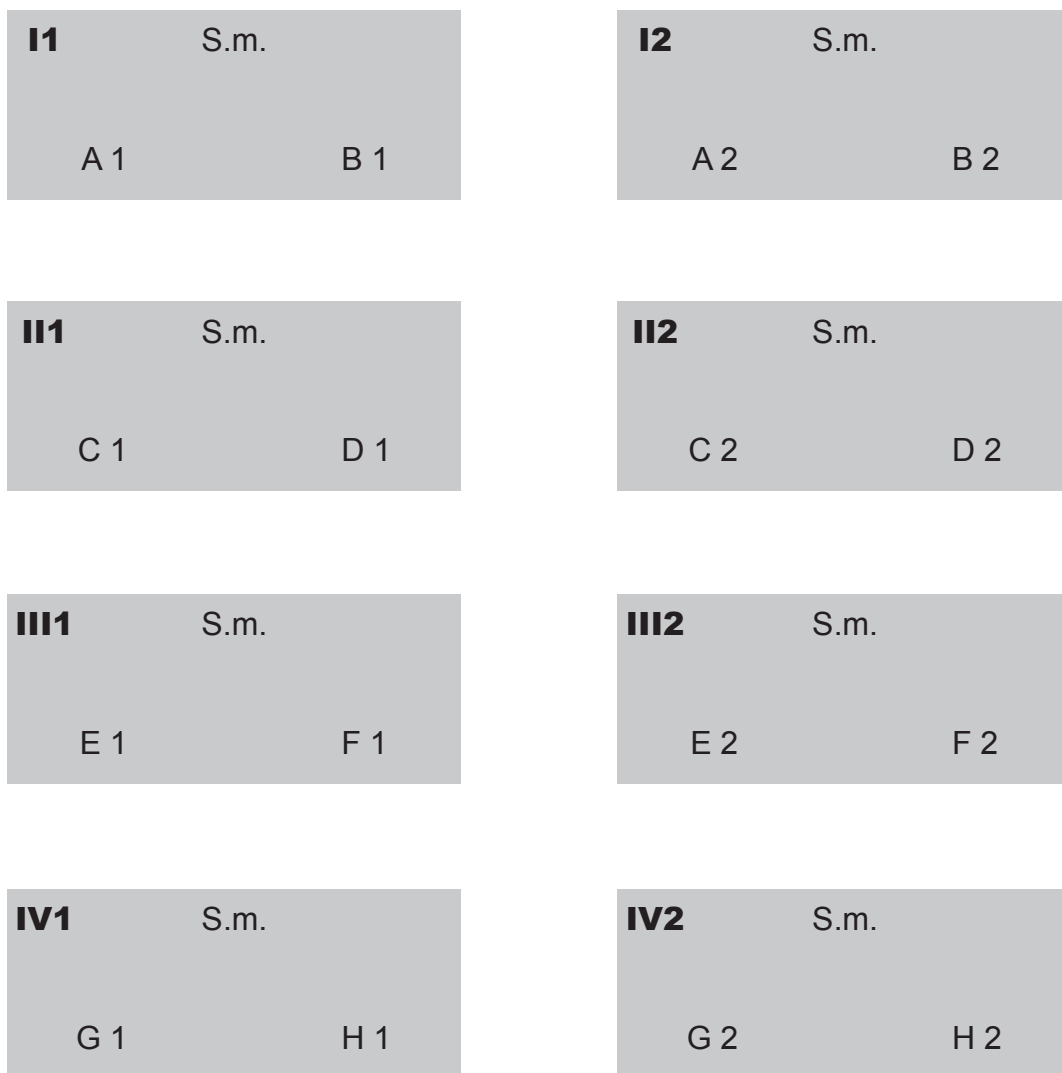 I1 S.m.
A 1 B 1
I2 S.m.
A 2 B 2
II1 S.m.
C 1 D 1
II2 S.m.
C 2 D 2
III1 S.m.
E 1 F 1
III2 S.m.
E 2 F 2
IV1 S.m.
G 1 H 1
IV2 S.m.
G 2 H 2